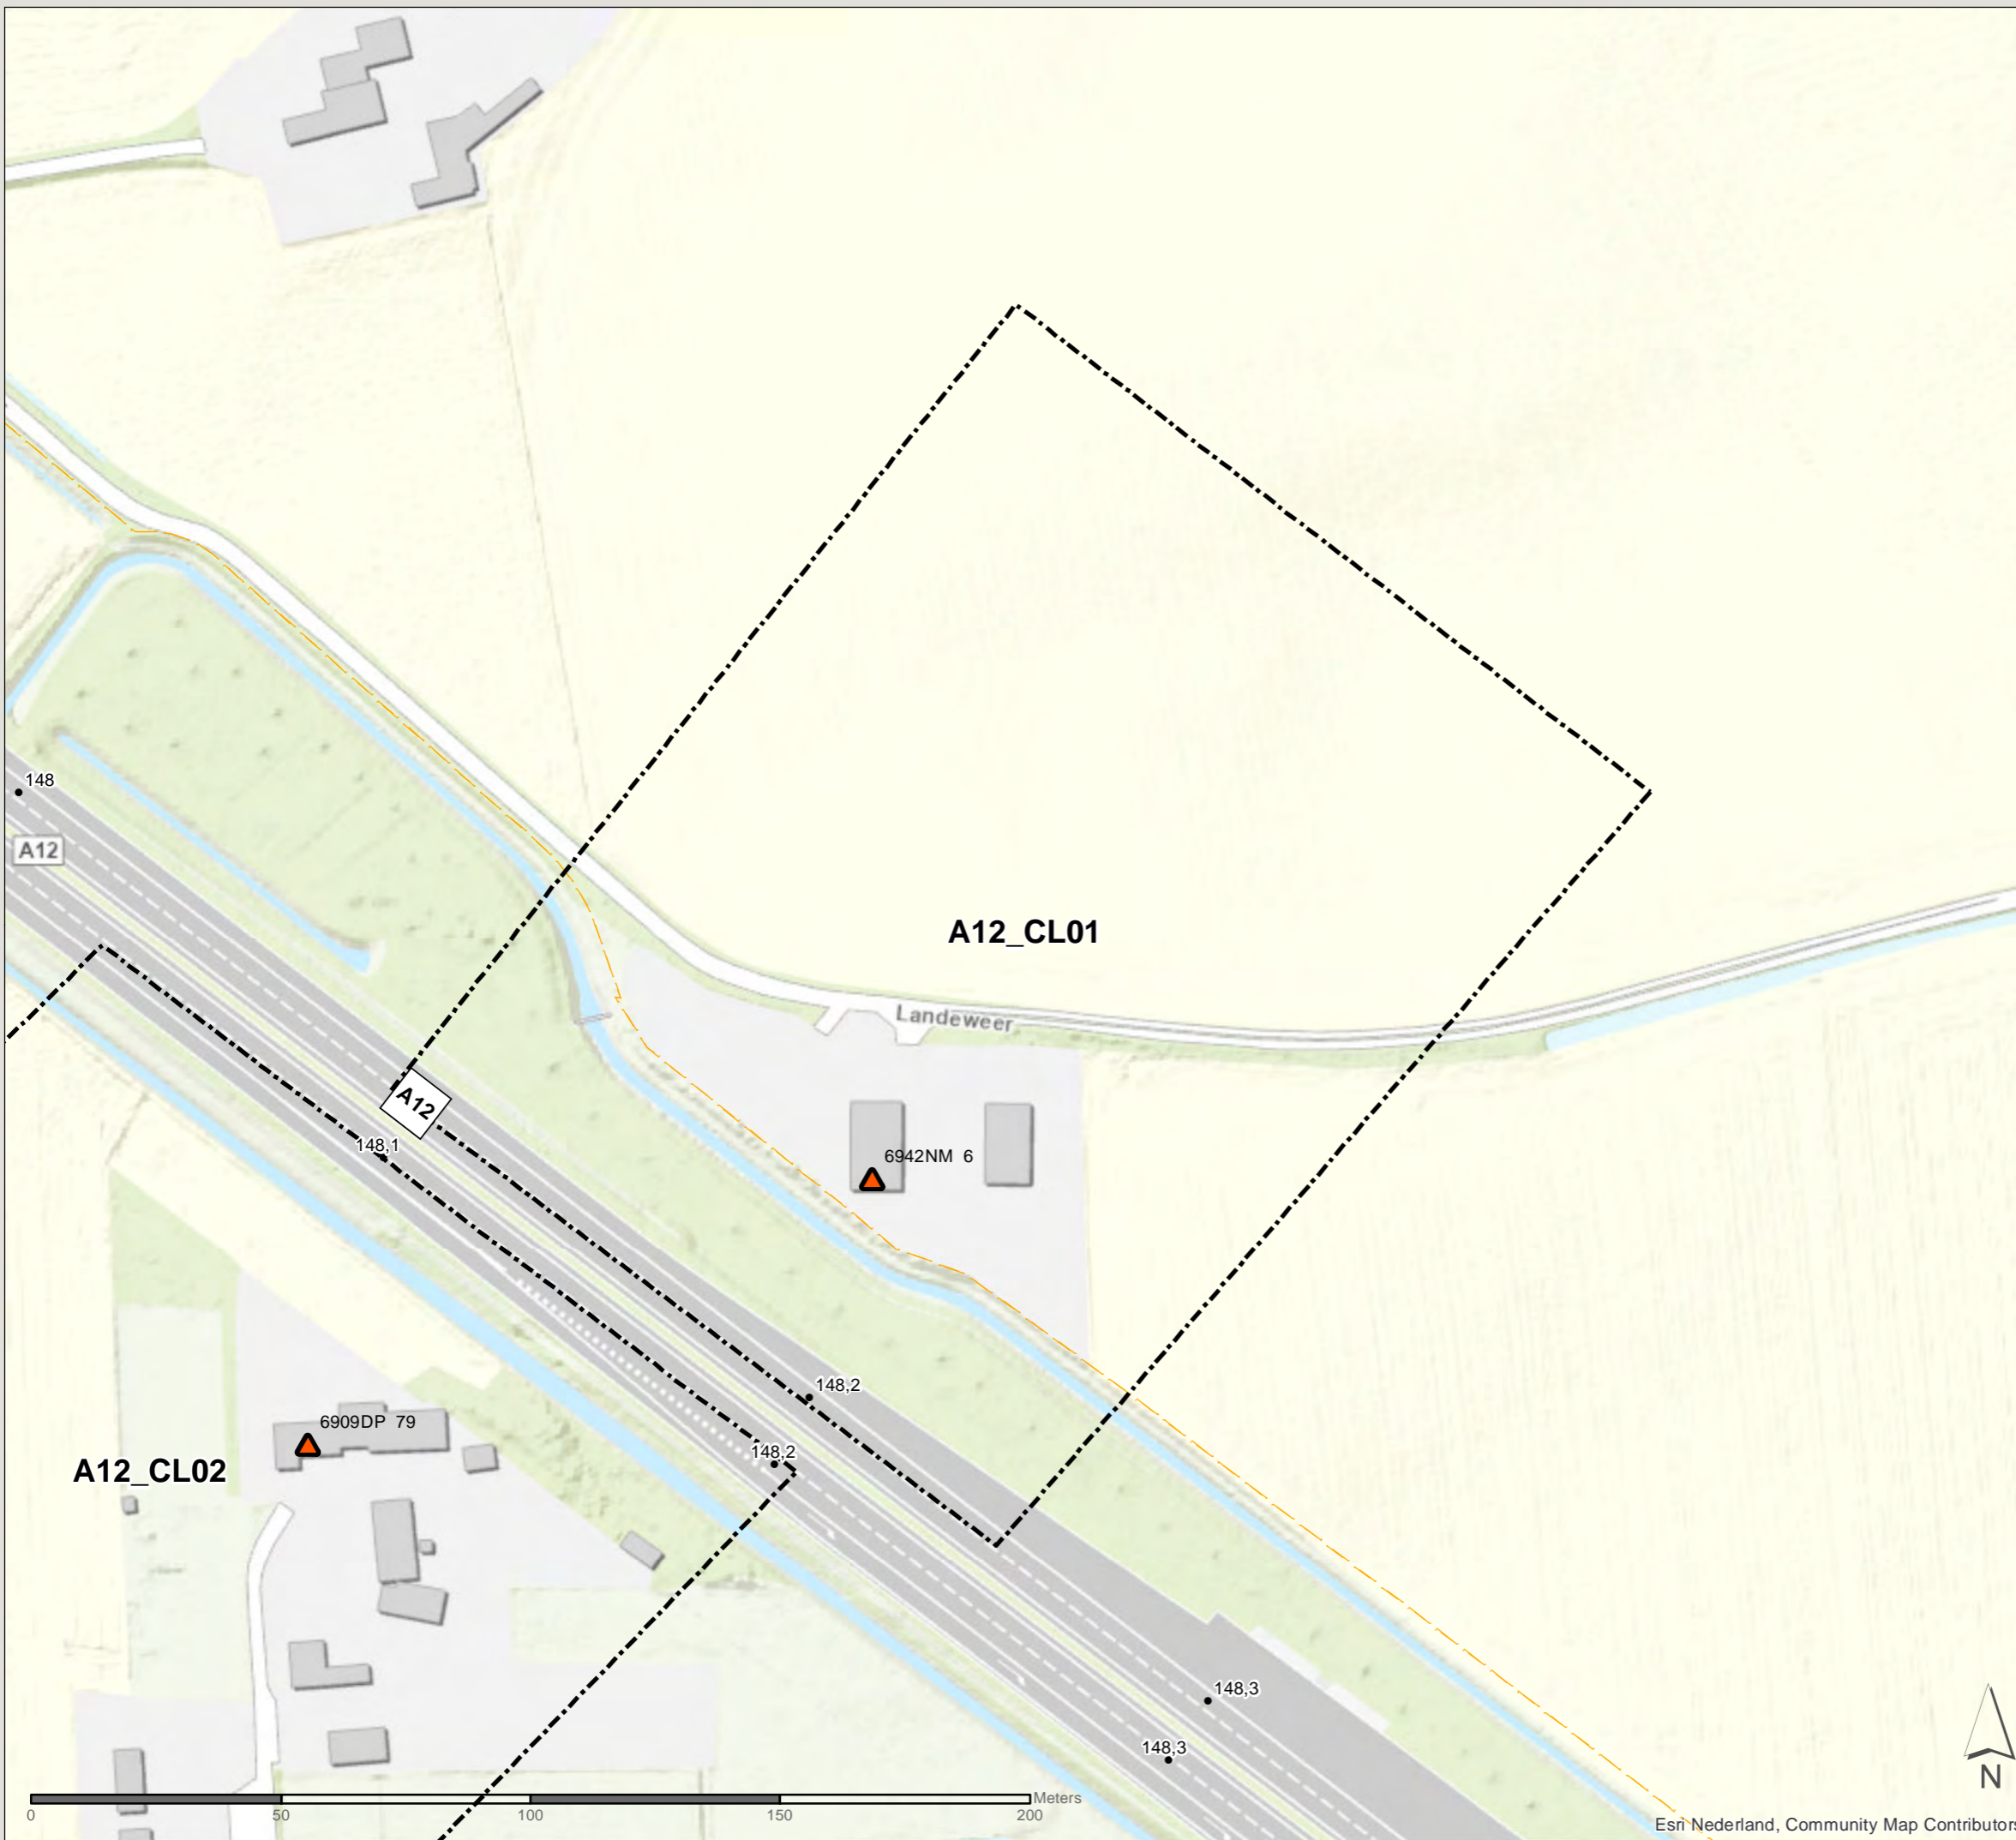 148
A12
A12_CL01
Landeweer
A12
148,1
6942NM 6
148,2
6909DP 79
148,2
A12_CL02
148,3
148,3
Meters
0 50 100 150 200
N
Esri Nederland, Community Map Contributors